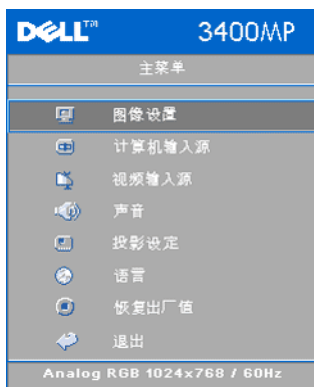 DELL™ 3400MP
主菜单
图像设置
计算机输入源
视频输入源
声音
投影设定
语言
恢复出厂值
退出
Analog RGB 1024x768 / 60Hz